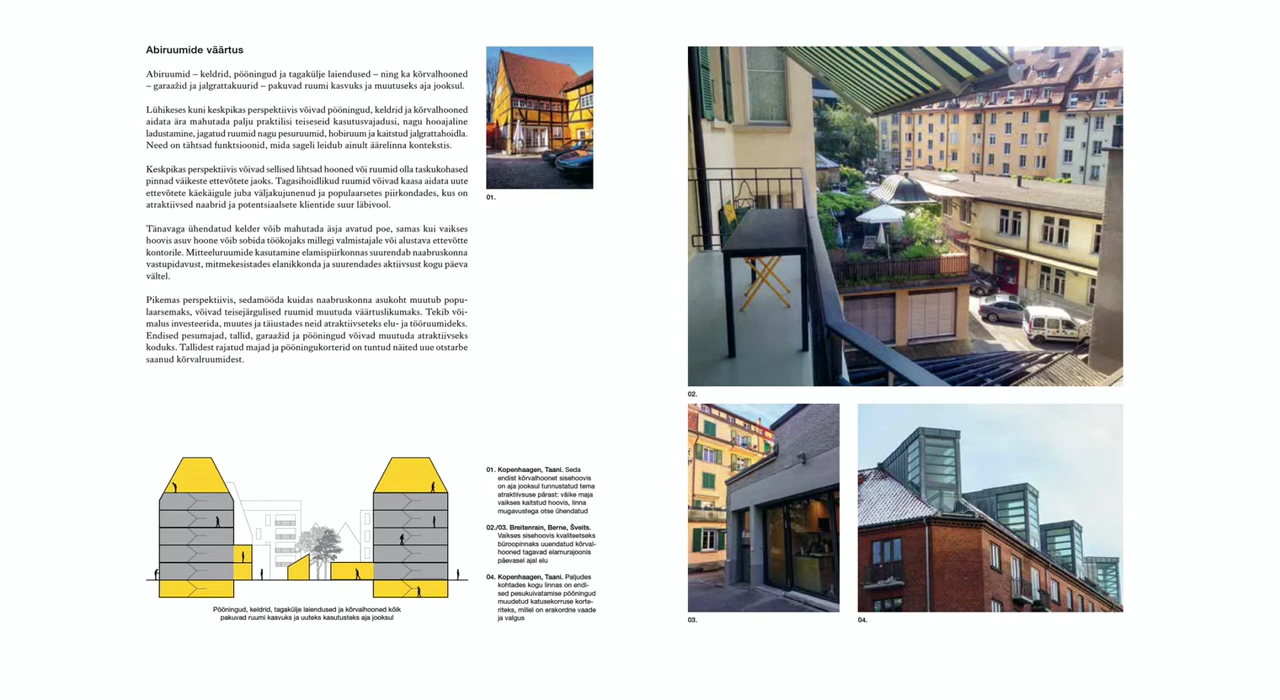 Abiruumide väärtus
Abiruumid – keldrid, pööningud ja tagakülje laiendused – ning ka kõrvalhooned
– garaažid ja jalgrattakuurid – pakuvad ruumi kasvuks ja muutuseks aja jooksul.
Lühikeses kuni keskpikas perspektiivis võivad pööningud, keldrid ja kõrvalhooned
aidata ära mahutada palju praktilisi teiseseid kasutusvajadusi, nagu hooajaline
ladustamine, jagatud ruumid nagu pesuruumid, hobiruum ja kaitstud jalgrattahoidla.
Need on tähtsad funktsioonid, mida sageli leidub ainult äärelinna kontekstis.
Keskpikas perspektiivis võivad sellised lihtsad hooned või ruumid olla taskukohased
pinnad väikeste ettevõtete jaoks. Tagasihoidlikud ruumid võivad kaasa aidata uute
ettevõtete käekäigule juba väljakujunenud ja populaarsetes piirkondades, kus on
atraktiivsed naabrid ja potentsiaalsete klientide suur läbivool.
Tänavaga ühendatud kelder võib mahutada äsja avatud poe, samas kui vaikses
hoovis asuv hoone võib sobida töökojaks millegi valmistajale või alustava ettevõtte
kontorile. Mitteeluruumide kasutamine elamispiirkonnas suurendab naabruskonna
vastupidavust, mitmekesistades elanikkonda ja suurendades aktiivsust kogu päeva
vältel.
Pikemas perspektiivis, sedamööda kuidas naabruskonna asukoht muutub popu-
laarsemaks, võivad teisejärgulised ruumid muutuda väärtuslikumaks. Tekib või-
malus investeerida, muutes ja täiustades neid atraktiivseteks elu- ja tööruumideks.
Endised pesumajad, tallid, garaažid ja pööningud võivad muutuda atraktiivseks
koduks. Tallidest rajatud majad ja pööningukorterid on tuntud näited uue otstarbe
saanud kõrvalruumidest.
Pööningud, keldrid, tagakülje laiendused ja kõrvalhooned kõik
pakuvad ruumi kasvuks ja uuteks kasutusteks aja jooksul
01.
01. Kopenhaagen, Taani. Seda
endist kõrvalhoonet sisehoovis
on aja jooksul tunnustatud tema
atraktiivsuse pärast: väike maja
vaikses kaitstud hoovis, linna
mugavustega otse ühendatud
02./03. Breitenrain, Berne, Šveits.
Vaikses sisehoovis kvaliteetseks
büroopinnaks uuendatud kõrval-
hooned tagavad elamurajoonis
päevasel ajal elu
04. Kopenhaagen, Taani. Paljudes
kohtades kogu linnas on endi-
sed pesukuivatamise pööningud
muudetud katusekorruse korte-
riteks, millel on erakordne vaade
ja valgus
02.
03.
04.